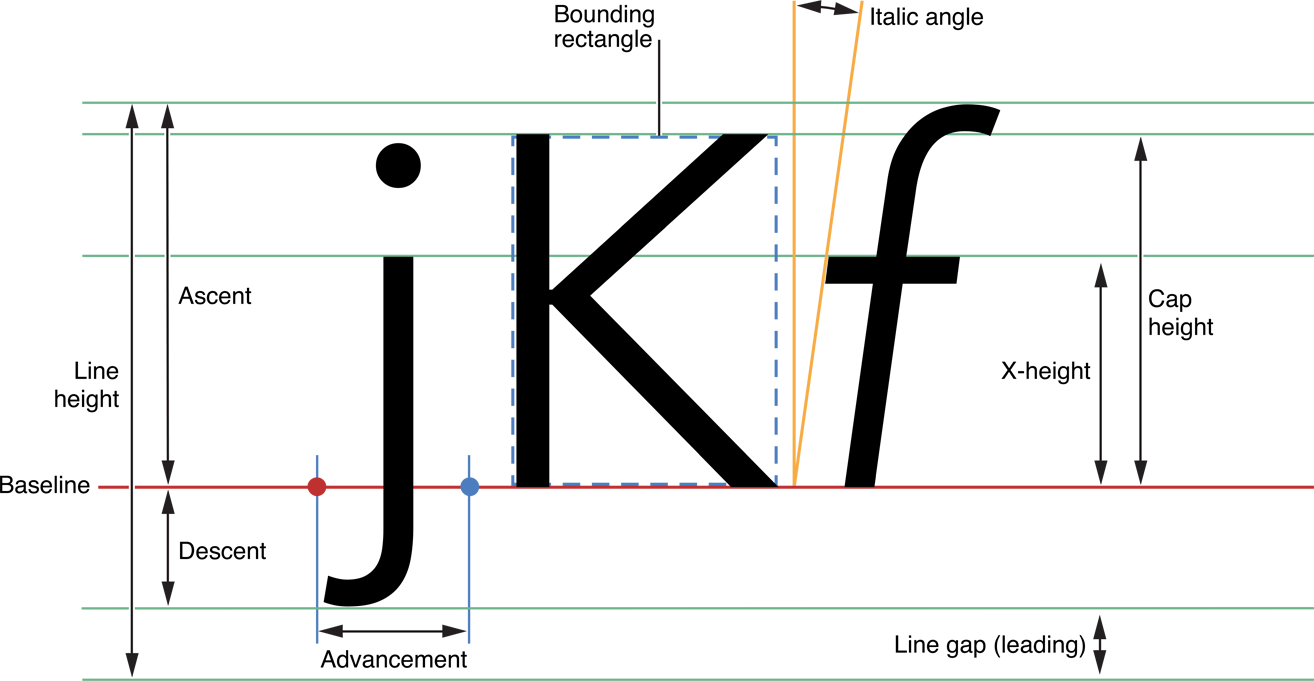 Bounding
rectangle
Italic angle
jKf
Ascent
Cap
height
Line
height
X-height
Baseline
Descent
Line gap (leading)
Advancement